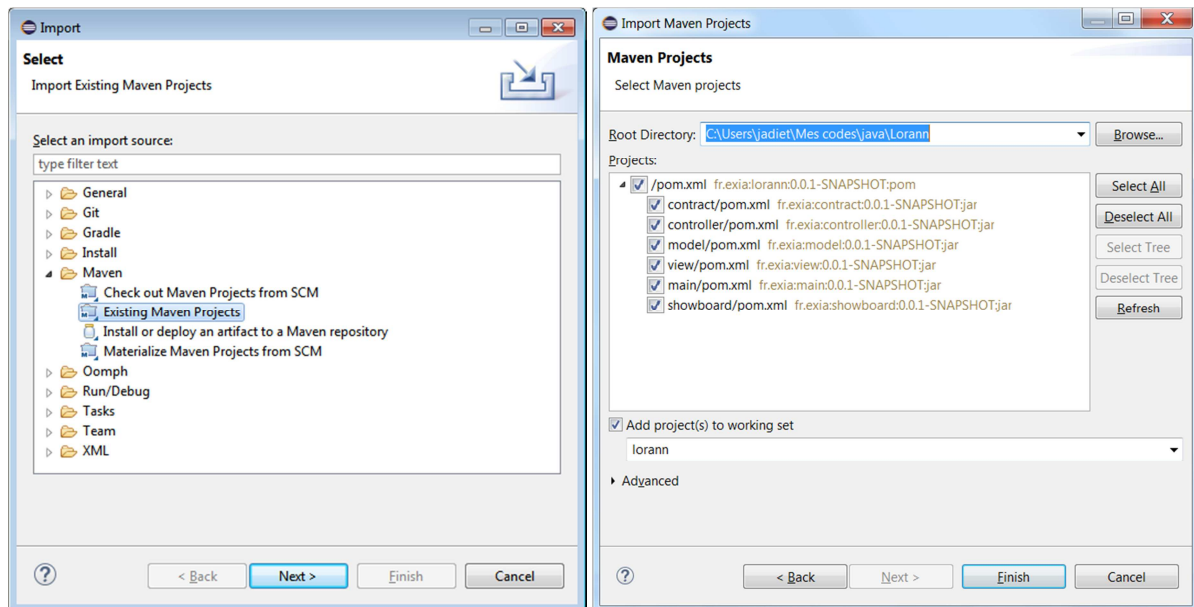 Import
Select
Import Existing Maven Projects
Select an import source:
type filter text
General
Git
Gradle
Install
Maven
Check out Maven Projects from SCM
Existing Maven Projects
Install or deploy an artifact to a Maven repository
Materialize Maven Projects from SCM
Oomph
Run/Debug
Tasks
Team
XML
? < Back Next > Finish Cancel
Import Maven Projects
Maven Projects
Select Maven projects
Root Directory: C:\Users\jadiet\Mes codes\java\Lorann Browse...
Projects:
/pom.xml fr.exia:lorann:0.0.1-SNAPSHOT:pom
contract/pom.xml fr.exia:contract:0.0.1-SNAPSHOT:jar
controller/pom.xml fr.exia:controller:0.0.1-SNAPSHOT:jar
model/pom.xml fr.exia:model:0.0.1-SNAPSHOT:jar
view/pom.xml fr.exia:view:0.0.1-SNAPSHOT:jar
main/pom.xml fr.exia:main:0.0.1-SNAPSHOT:jar
showboard/pom.xml fr.exia:showboard:0.0.1-SNAPSHOT:jar
Select All
Deselect All
Select Tree
Deselect Tree
Refresh
Add project(s) to working set
lorann
Advanced
? < Back Next > Finish Cancel